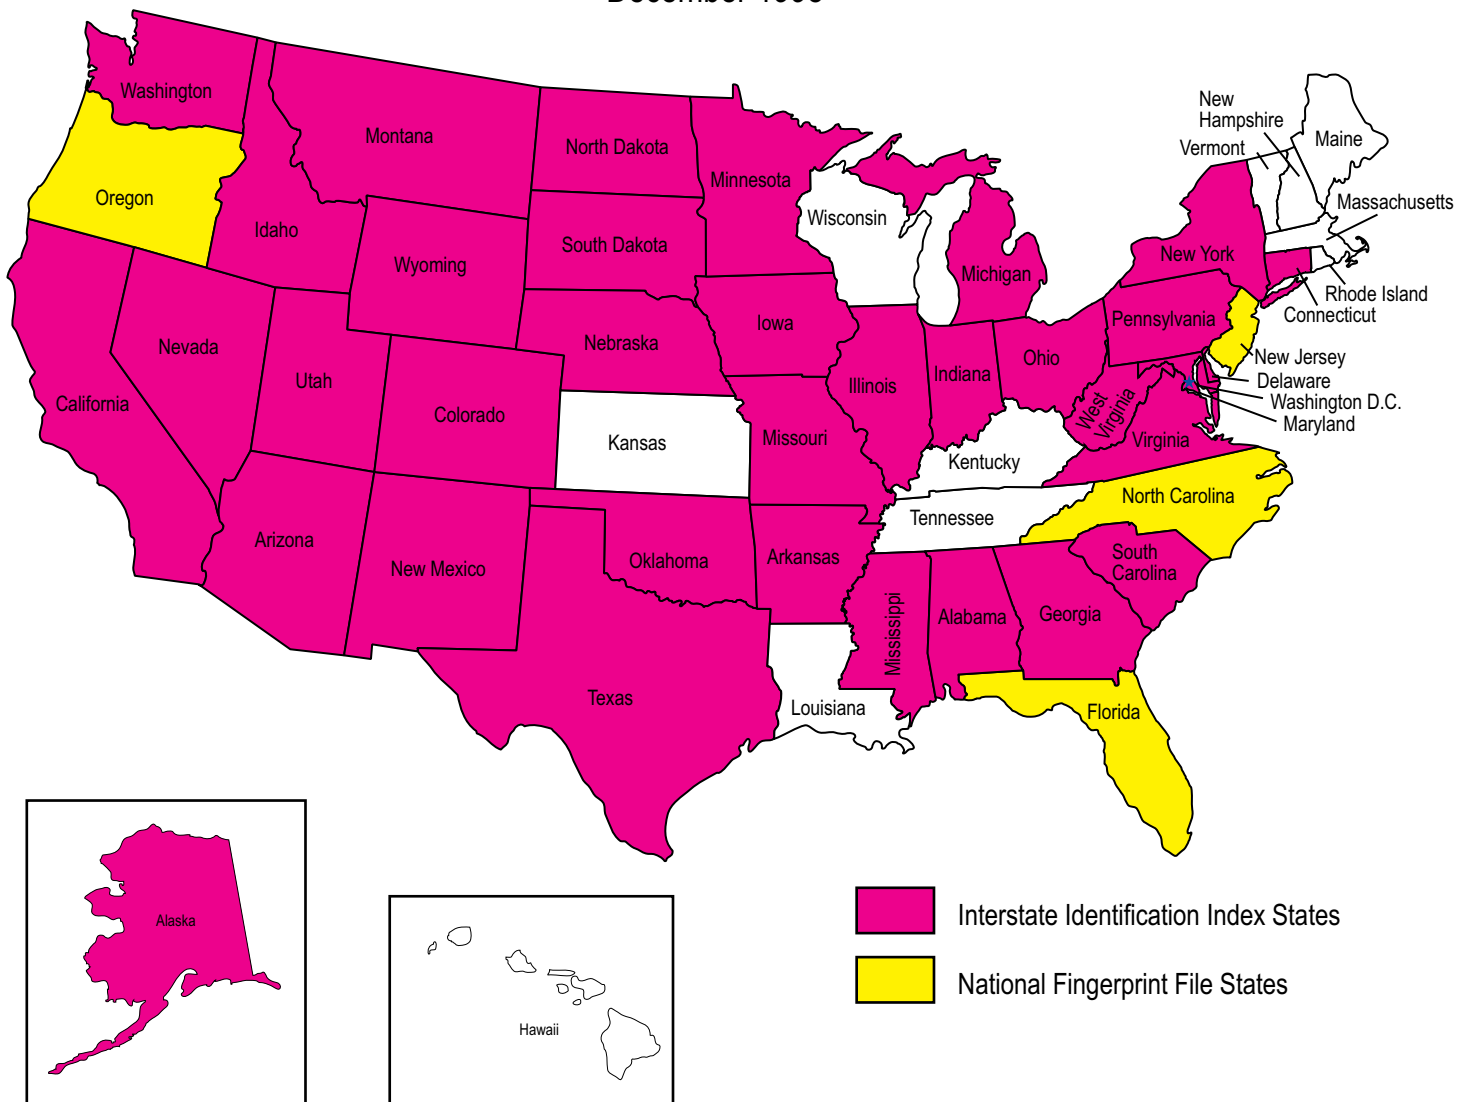 Washington
Montana
North Dakota
Minnesota
Oregon
Idaho
Wyoming
South Dakota
Wisconsin
Michigan
New
Hampshire
Vermont
Maine
Massachusetts
New York
Rhode Island
Connecticut
Pennsylvania
New Jersey
Delaware
Washington D.C.
Maryland
California
Nevada
Utah
Colorado
Nebraska
Iowa
Illinois
Indiana
Ohio
West
Virginia
Virginia
Kansas
Missouri
Kentucky
Tennessee
North Carolina
Arizona
New Mexico
Oklahoma
Arkansas
South
Carolina
Mississippi
Alabama
Georgia
Texas
Louisiana
Florida
Alaska
Hawaii
Interstate Identification Index States
National Fingerprint File States